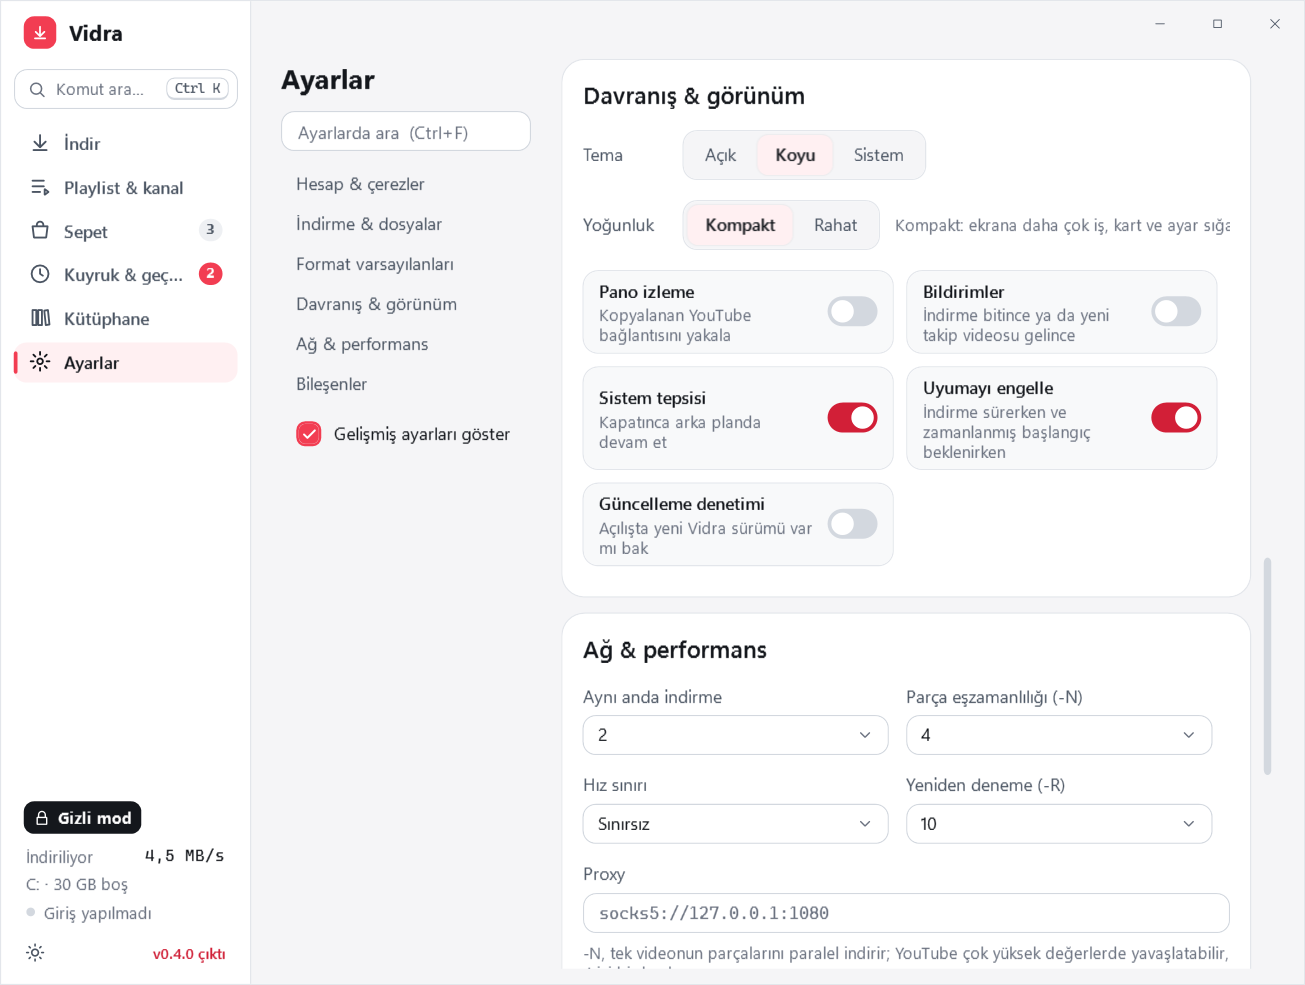 Vidra
Komut ara... Ctrl K
İndir
Playlist & kanal
Sepet 3
Kuyruk & geç... 2
Kütüphane
Ayarlar
Gizli mod
İndiriliyor 4,5 MB/s
C: · 30 GB boş
Giriş yapılmadı
v0.4.0 çıktı
Ayarlar
Ayarlarda ara (Ctrl+F)
Hesap & çerezler
İndirme & dosyalar
Format varsayılanları
Davranış & görünüm
Ağ & performans
Bileşenler
Gelişmiş ayarları göster
Davranış & görünüm
Tema Açık Koyu Sistem
Yoğunluk Kompakt Rahat Kompakt: ekrana daha çok iş, kart ve ayar sığa
Pano izleme
Kopyalanan YouTube
bağlantısını yakala
Bildirimler
İndirme bitince ya da yeni
takip videosu gelince
Sistem tepsisi
Kapatınca arka planda
devam et
Uyumayı engelle
İndirme sürerken ve
zamanlanmış başlangıç
beklenirken
Güncelleme denetimi
Açılışta yeni Vidra sürümü var
mı bak
Ağ & performans
Aynı anda indirme
2
Parça eşzamanlılığı (-N)
4
Hız sınırı
Sınırsız
Yeniden deneme (-R)
10
Proxy
socks5://127.0.0.1:1080
-N, tek videonun parçalarını paralel indirir; YouTube çok yüksek değerlerde yavaşlatabilir,